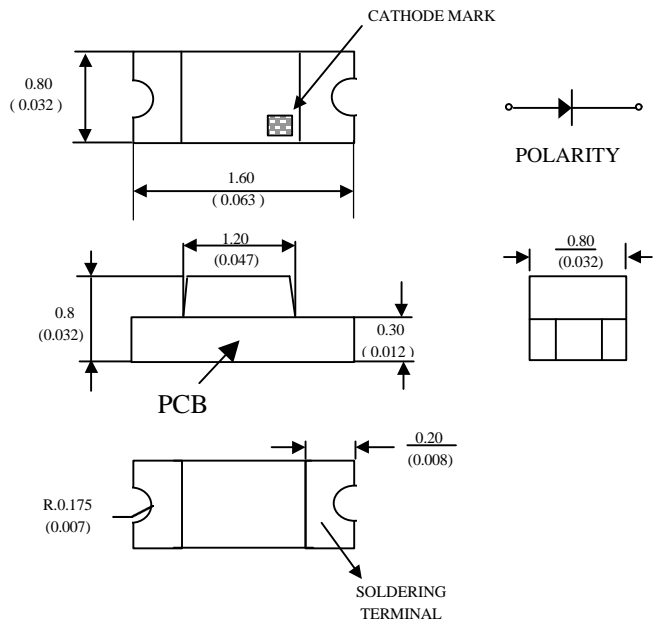 CATHODE MARK
0.80
( 0.032 )
POLARITY
1.60
( 0.063 )
1.20
(0.047)
0.80
(0.032)
0.8
(0.032)
0.30
( 0.012 )
PCB
0.20
(0.008)
R.0.175
(0.007)
SOLDERING
TERMINAL